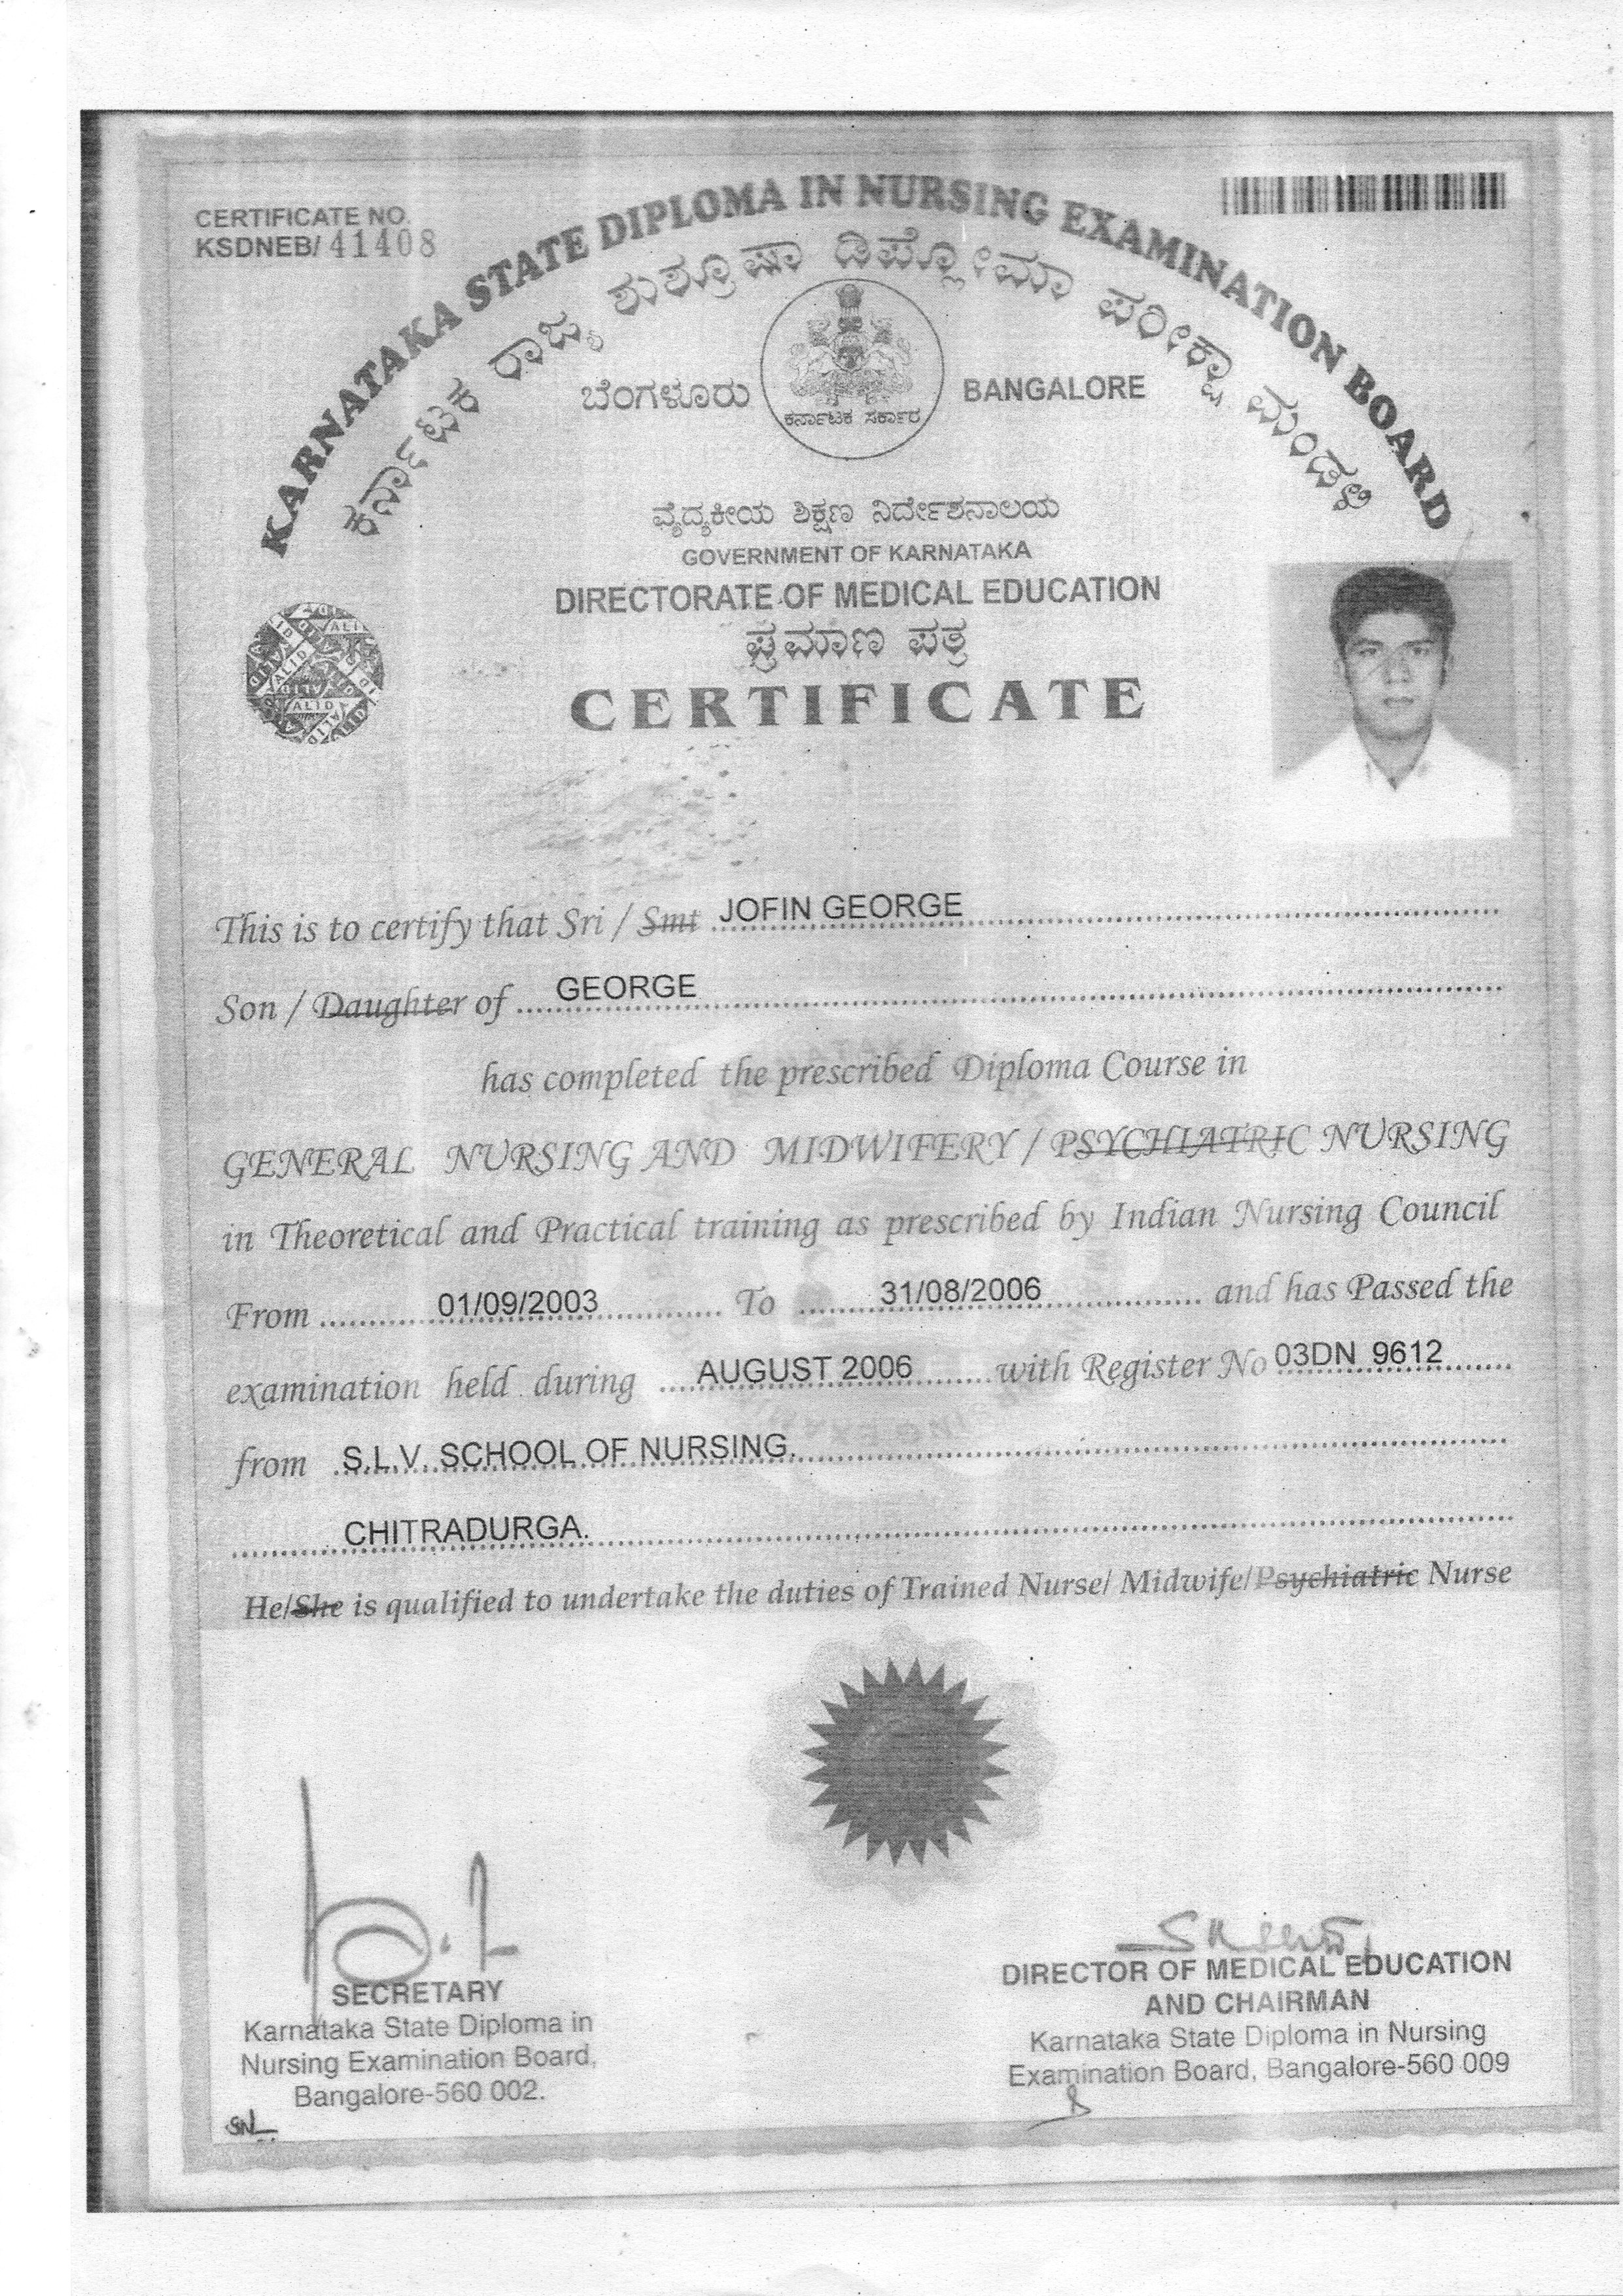 CERTIFICATE NO.
KSDNEB/ 41408
KARNATAKA STATE DIPLOMA IN NURSING EXAMINATION BOARD
ಕರ್ನಾಟಕ ರಾಜ್ಯ ಶುಶ್ರೂಷಾ ಡಿಪ್ಲೋಮಾ ಪರೀಕ್ಷಾ ಮಂಡಳಿ
ಬೆಂಗಳೂರು BANGALORE
ಕರ್ನಾಟಕ ಸರ್ಕಾರ
ವೈದ್ಯಕೀಯ ಶಿಕ್ಷಣ ನಿರ್ದೇಶನಾಲಯ
GOVERNMENT OF KARNATAKA
DIRECTORATE OF MEDICAL EDUCATION
ಪ್ರಮಾಣ ಪತ್ರ
CERTIFICATE
This is to certify that Sri / Smt JOFIN GEORGE
Son / Daughter of GEORGE
has completed the prescribed Diploma Course in
GENERAL NURSING AND MIDWIFERY / PSYCHIATRIC NURSING
in Theoretical and Practical training as prescribed by Indian Nursing Council
From 01/09/2003 To 31/08/2006 and has Passed the
examination held during AUGUST 2006 with Register No 03DN 9612
from S.L.V. SCHOOL OF NURSING.
CHITRADURGA.
He/She is qualified to undertake the duties of Trained Nurse/ Midwife/Psychiatric Nurse
SECRETARY
Karnataka State Diploma in
Nursing Examination Board,
Bangalore-560 002.
DIRECTOR OF MEDICAL EDUCATION
AND CHAIRMAN
Karnataka State Diploma in Nursing
Examination Board, Bangalore-560 009